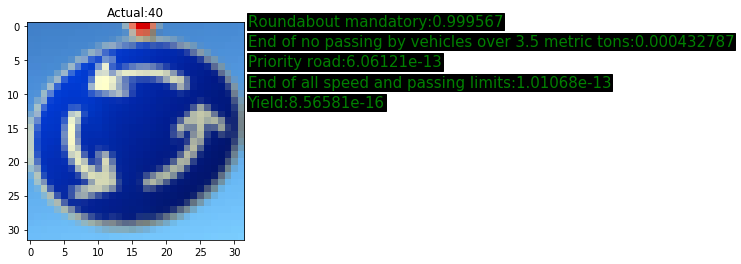 Actual:40
Roundabout mandatory:0.999567
End of no passing by vehicles over 3.5 metric tons:0.000432787
Priority road:6.06121e-13
End of all speed and passing limits:1.01068e-13
Yield:8.56581e-16
0
5
10
15
20
25
30
0 5 10 15 20 25 30